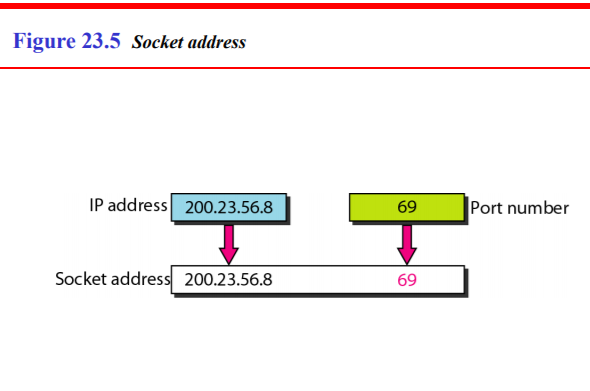 Figure 23.5 Socket address
IP address 200.23.56.8 69 Port number
Socket address 200.23.56.8 69